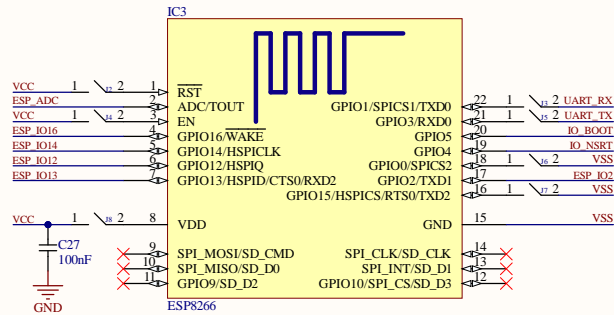 IC3
VCC 1 J2 2 1 RST
ESP_ADC 2 ADC/TOUT
VCC 1 J4 2 3 EN
ESP_IO16 4 GPIO16/WAKE
ESP_IO14 5 GPIO14/HSPICLK
ESP_IO12 6 GPIO12/HSPIQ
ESP_IO13 7 GPIO13/HSPID/CTS0/RXD2
GPIO1/SPICS1/TXD0 22 1 J3 2 UART_RX
GPIO3/RXD0 21 1 J5 2 UART_TX
GPIO5 20 IO_BOOT
GPIO4 19 IO_NSRT
GPIO0/SPICS2 18 1 J6 2 VSS
GPIO2/TXD1 17 ESP_IO2
GPIO15/HSPICS/RTS0/TXD2 16 1 J7 2 VSS
VCC 1 J8 2 8 VDD
GND 15 VSS
C27
100nF
GND
9 SPI_MOSI/SD_CMD
10 SPI_MISO/SD_D0
11 GPIO9/SD_D2
SPI_CLK/SD_CLK 14
SPI_INT/SD_D1 13
GPIO10/SPI_CS/SD_D3 12
ESP8266